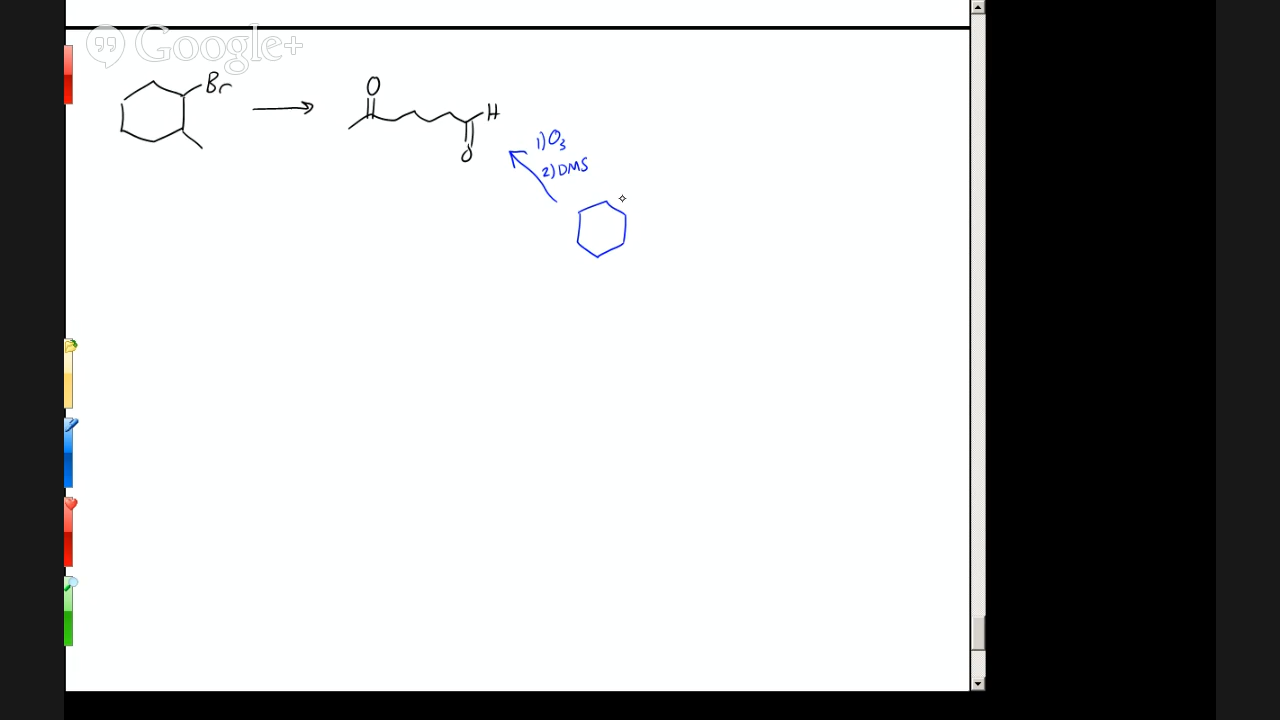 Google+
Br
O
H
O
1) O₃
2) DMS